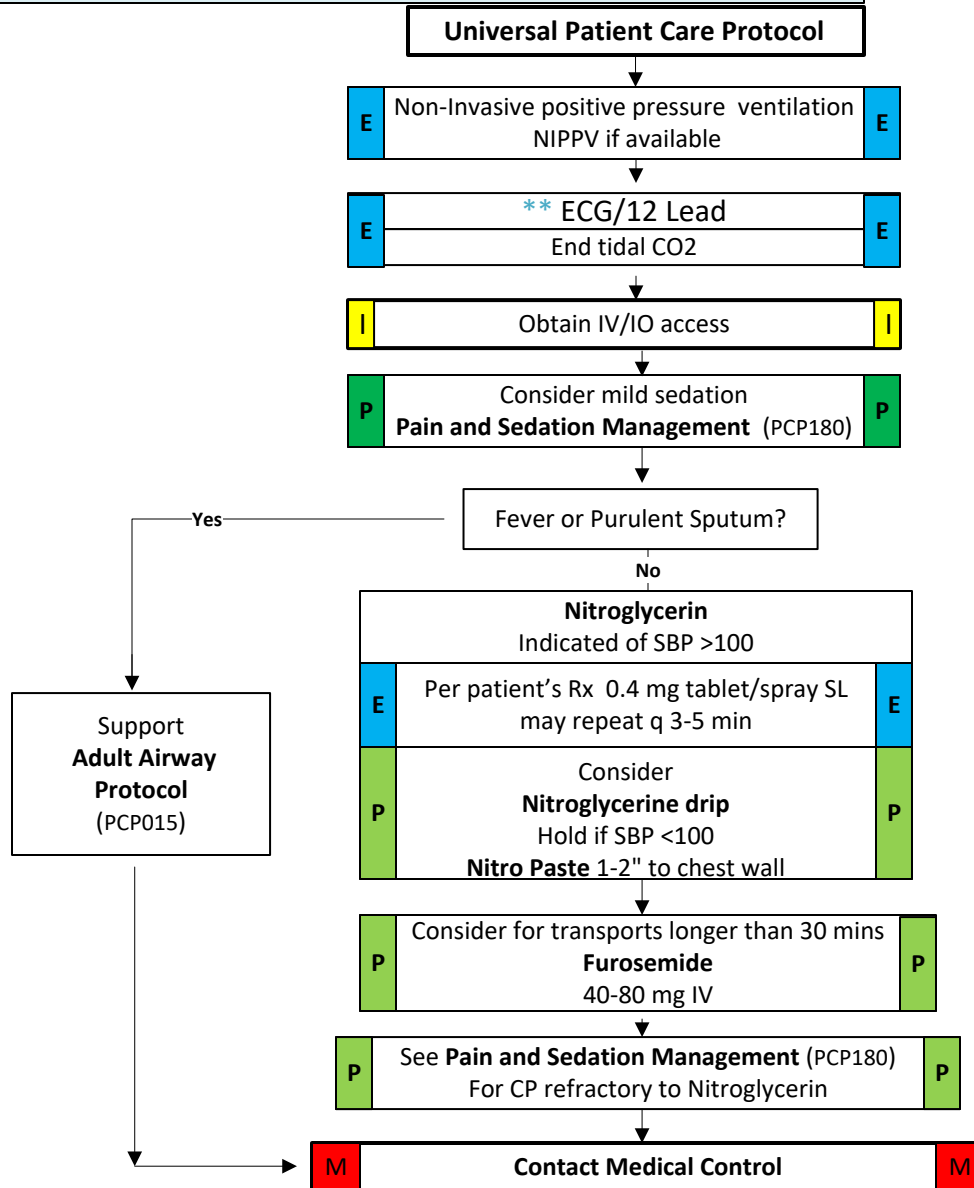 Universal Patient Care Protocol
E
Non-Invasive positive pressure ventilation
E
NIPPV if available
** ECG/12 Lead
E
E
End tidal CO2
I
Obtain IV/IO access
I
Consider mild sedation
P
P
Pain and Sedation Management (PCP180)
Yes
Fever or Purulent Sputum?
No
Nitroglycerin
Indicated of SBP >100
E
Per patient's Rx 0.4 mg tablet/spray SL
E
may repeat q 3-5 min
Support
Adult Airway
Protocol
(PCP015)
Consider
P
Nitroglycerine drip
P
Hold if SBP <100
Nitro Paste 1-2" to chest wall
Consider for transports longer than 30 mins
P
Furosemide
P
40-80 mg IV
P
See Pain and Sedation Management (PCP180)
P
For CP refractory to Nitroglycerin
M
Contact Medical Control
M